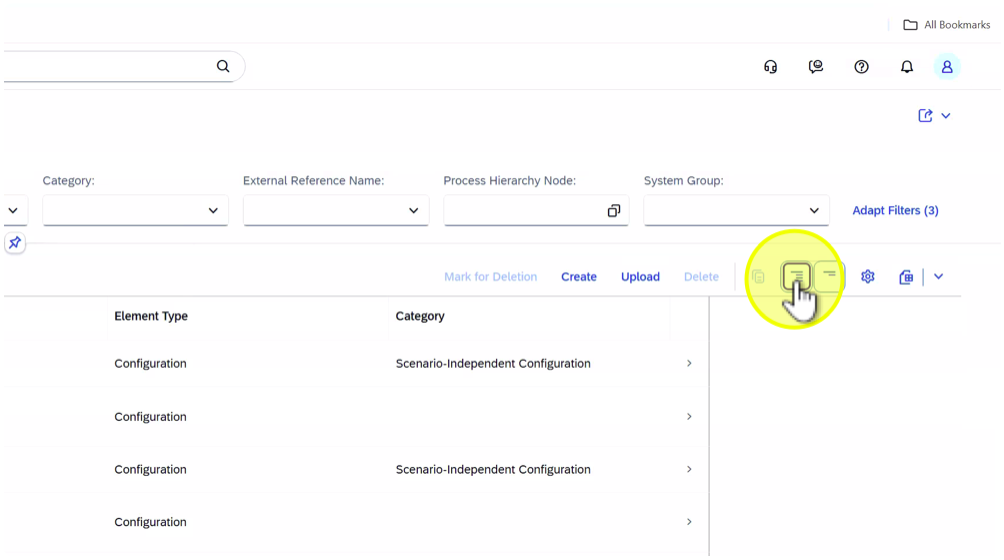 All Bookmarks
Category:
External Reference Name:
Process Hierarchy Node:
System Group:
Adapt Filters (3)
Mark for Deletion
Create
Upload
Delete
Element Type
Category
Configuration
Scenario-Independent Configuration
Configuration
Configuration
Scenario-Independent Configuration
Configuration